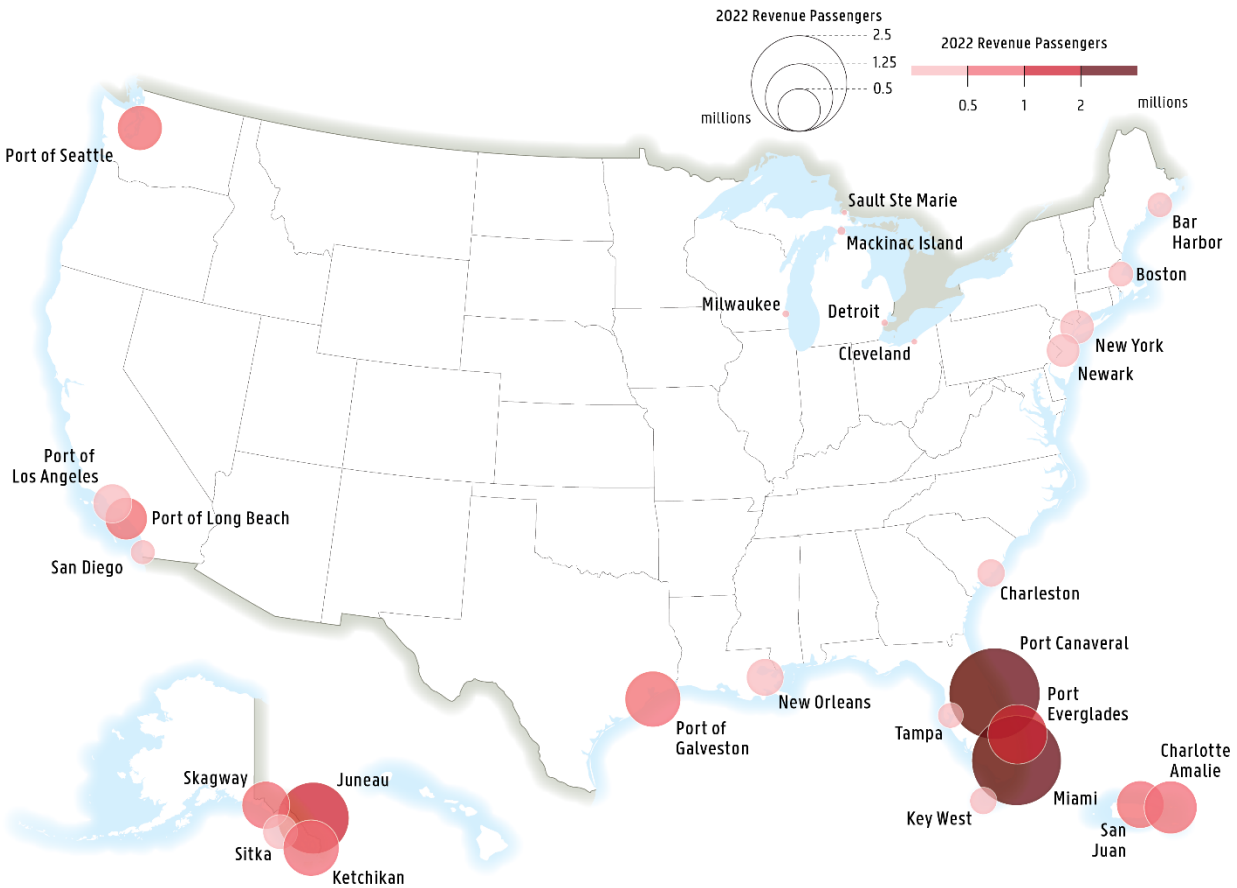 2022 Revenue Passengers
2.5
1.25
0.5
millions
2022 Revenue Passengers
0.5 1 2 millions
Port of Seattle
Sault Ste Marie
Mackinac Island
Bar
Harbor
Boston
Milwaukee
Detroit
Cleveland
New York
Newark
Port of
Los Angeles
Port of Long Beach
San Diego
Charleston
Port Canaveral
Port
Everglades
New Orleans
Port of
Galveston
Tampa
Miami
Key West
Charlotte
Amalie
San
Juan
Skagway
Juneau
Sitka
Ketchikan